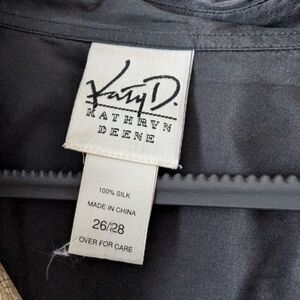 Katy D.
KATHRYN
DEENE
100% SILK
MADE IN CHINA
26/28
OVER FOR CARE